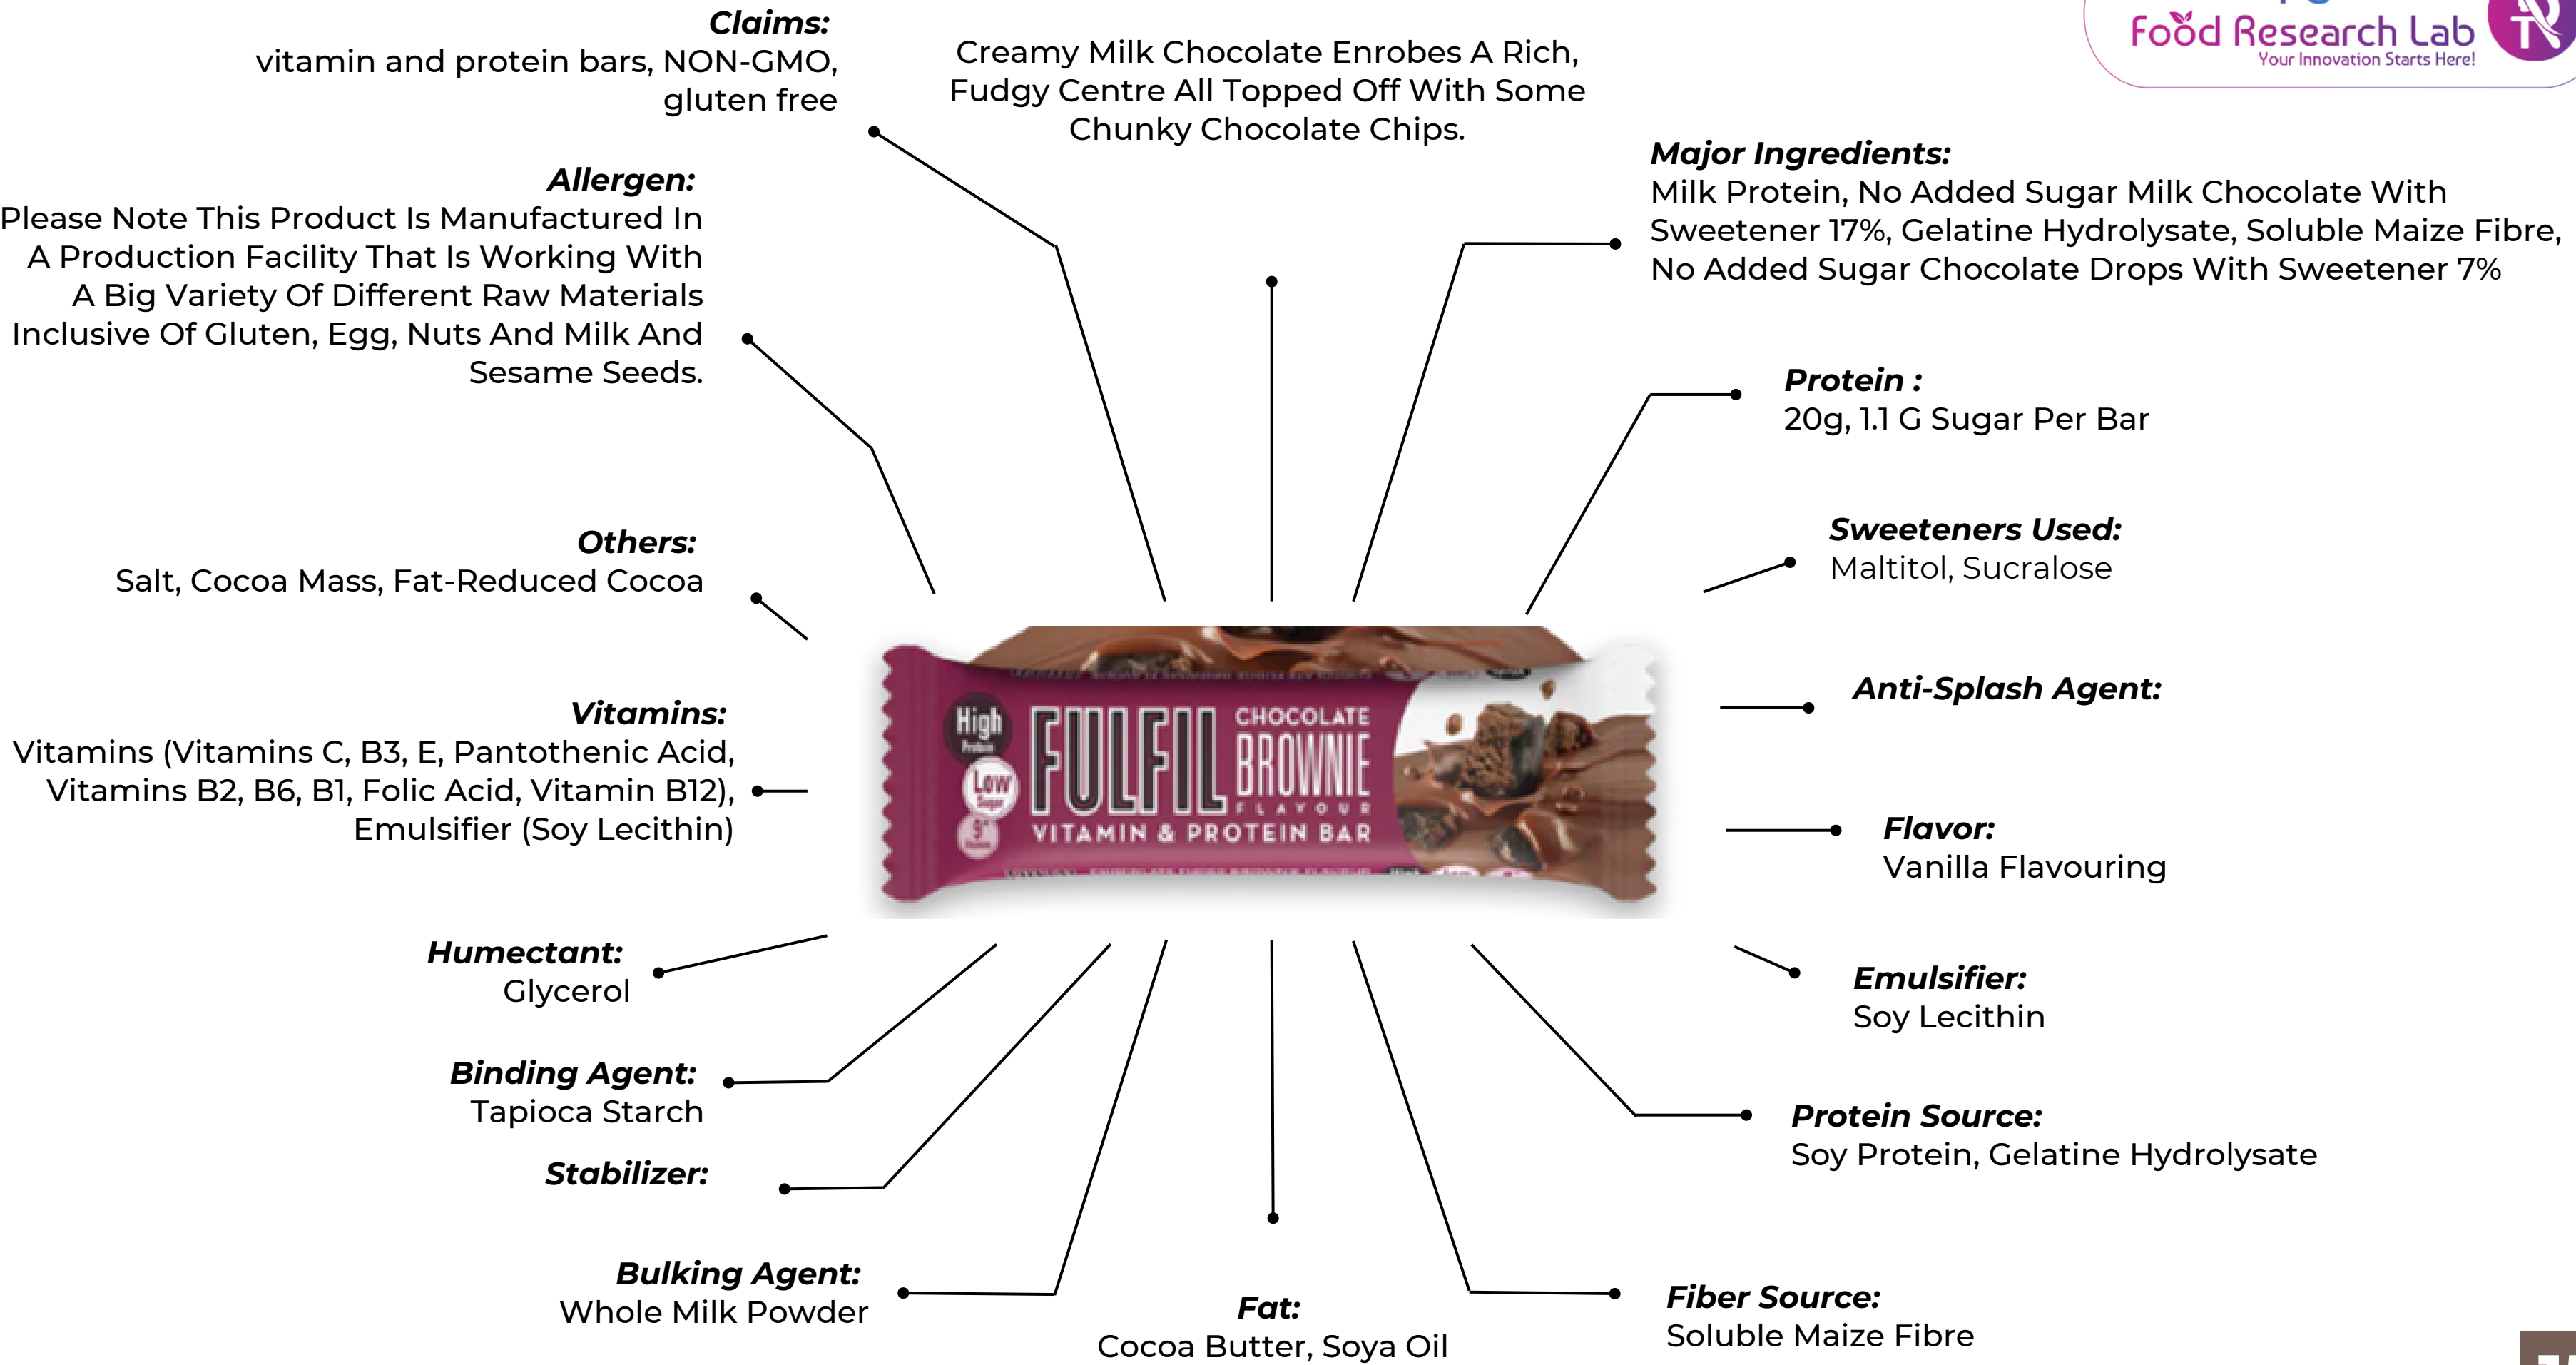 Claims:
vitamin and protein bars, NON-GMO,
gluten free
Creamy Milk Chocolate Enrobes A Rich,
Fudgy Centre All Topped Off With Some
Chunky Chocolate Chips.
Food Research Lab
Your Innovation Starts Here!
Allergen:
Please Note This Product Is Manufactured In
A Production Facility That Is Working With
A Big Variety Of Different Raw Materials
Inclusive Of Gluten, Egg, Nuts And Milk And
Sesame Seeds.
Major Ingredients:
Milk Protein, No Added Sugar Milk Chocolate With
Sweetener 17%, Gelatine Hydrolysate, Soluble Maize Fibre,
No Added Sugar Chocolate Drops With Sweetener 7%
Protein :
20g, 1.1 G Sugar Per Bar
Others:
Salt, Cocoa Mass, Fat-Reduced Cocoa
Sweeteners Used:
Maltitol, Sucralose
Vitamins:
Vitamins (Vitamins C, B3, E, Pantothenic Acid,
Vitamins B2, B6, B1, Folic Acid, Vitamin B12),
Emulsifier (Soy Lecithin)
High
Protein
Low
Sugar
FULFIL
CHOCOLATE
BROWNIE
FLAVOUR
VITAMIN & PROTEIN BAR
Anti-Splash Agent:
Flavor:
Vanilla Flavouring
Humectant:
Glycerol
Emulsifier:
Soy Lecithin
Binding Agent:
Tapioca Starch
Protein Source:
Soy Protein, Gelatine Hydrolysate
Stabilizer:
Bulking Agent:
Whole Milk Powder
Fat:
Cocoa Butter, Soya Oil
Fiber Source:
Soluble Maize Fibre